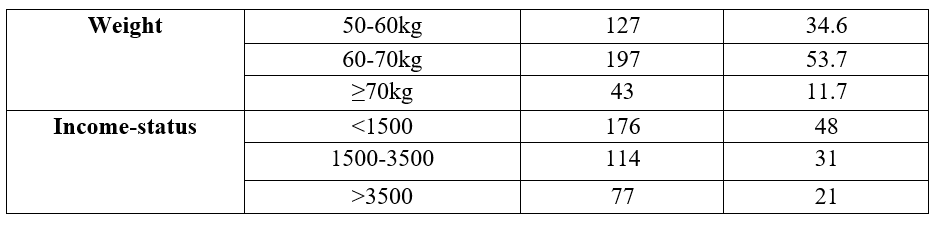 Weight 50-60kg 127 34.6
60-70kg 197 53.7
≥70kg 43 11.7
Income-status <1500 176 48
1500-3500 114 31
>3500 77 21